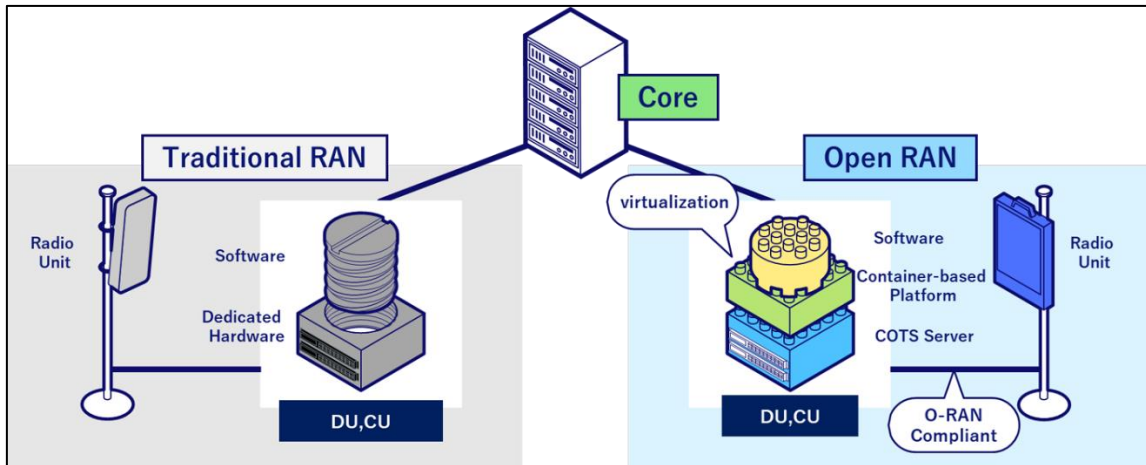 Core
Traditional RAN
Open RAN
Radio
Unit
Software
Dedicated
Hardware
DU,CU
virtualization
Software
Container-based
Platform
COTS Server
Radio
Unit
DU,CU
O-RAN
Compliant